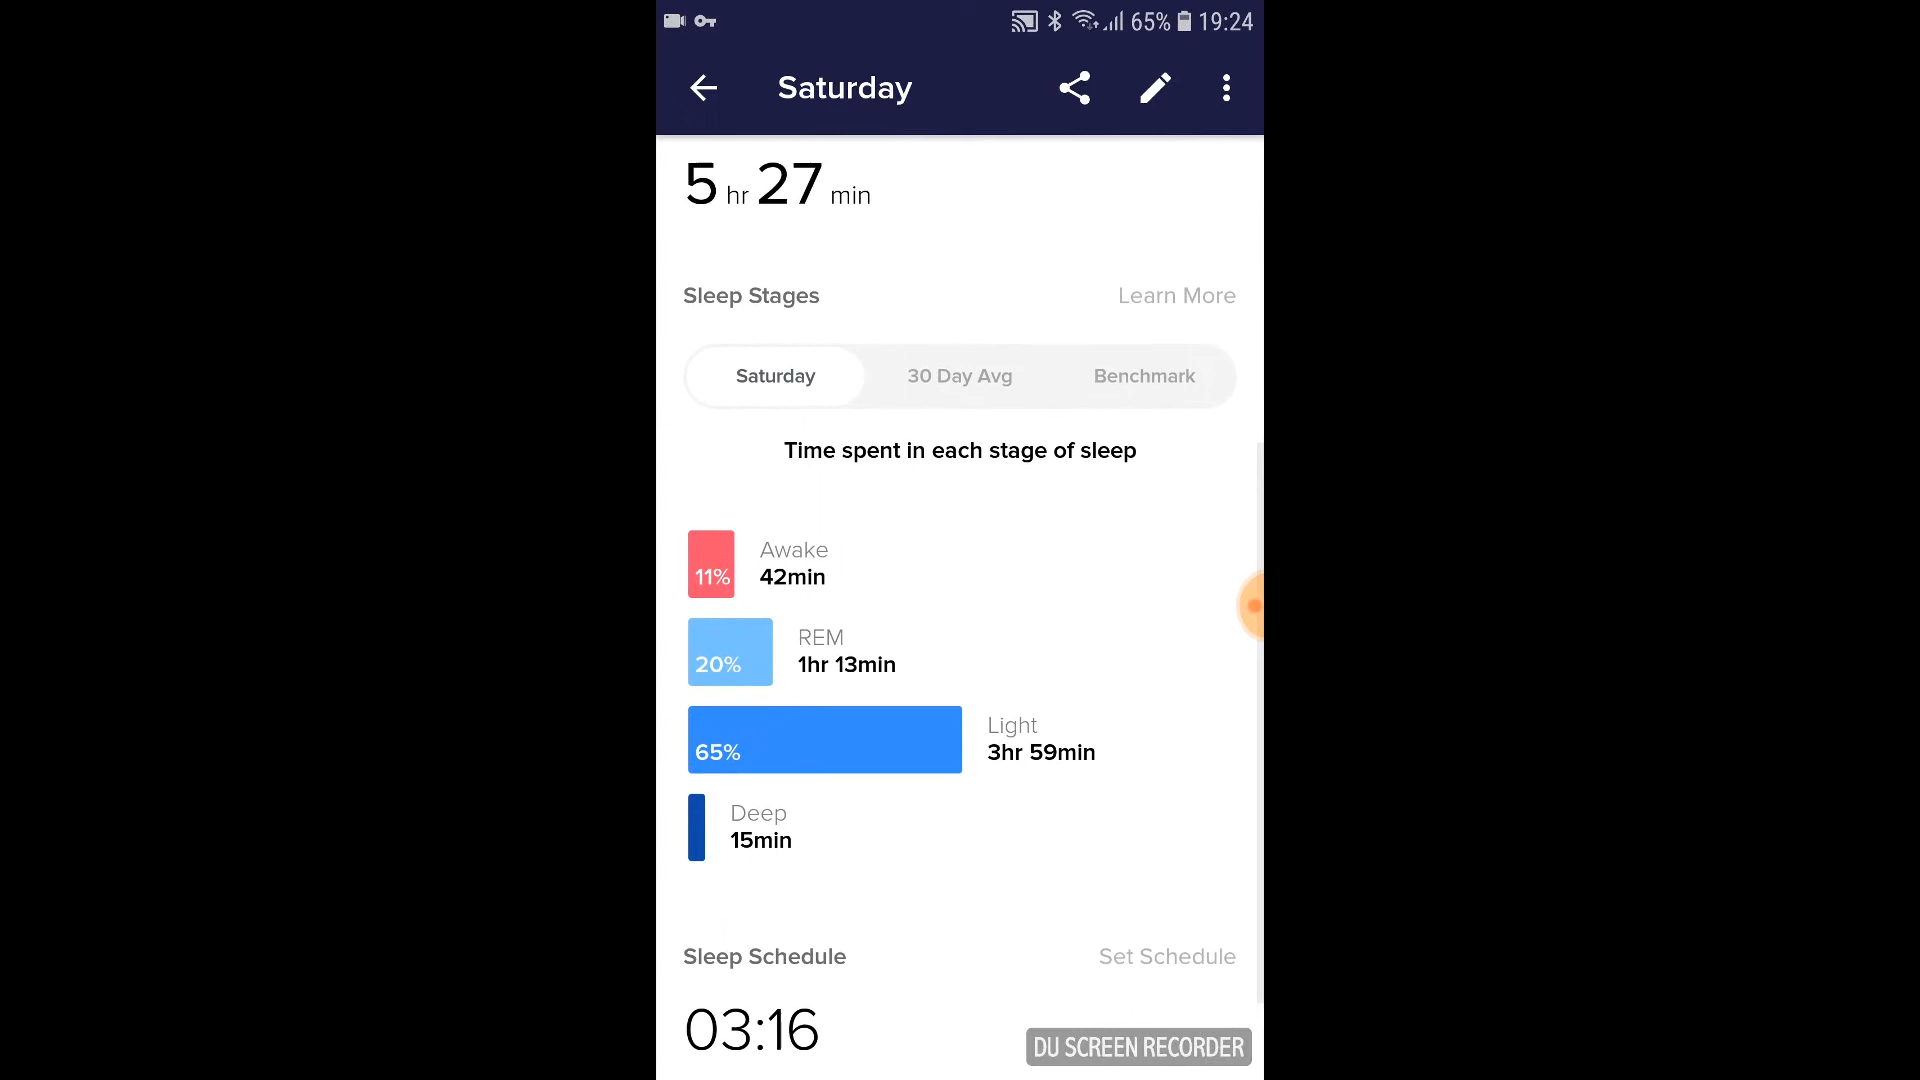 65% 19:24
Saturday
5 hr 27 min
Sleep Stages Learn More
Saturday 30 Day Avg Benchmark
Time spent in each stage of sleep
Awake
11% 42min
REM
20% 1hr 13min
Light
65% 3hr 59min
Deep
15min
Sleep Schedule Set Schedule
03:16
DU SCREEN RECORDER